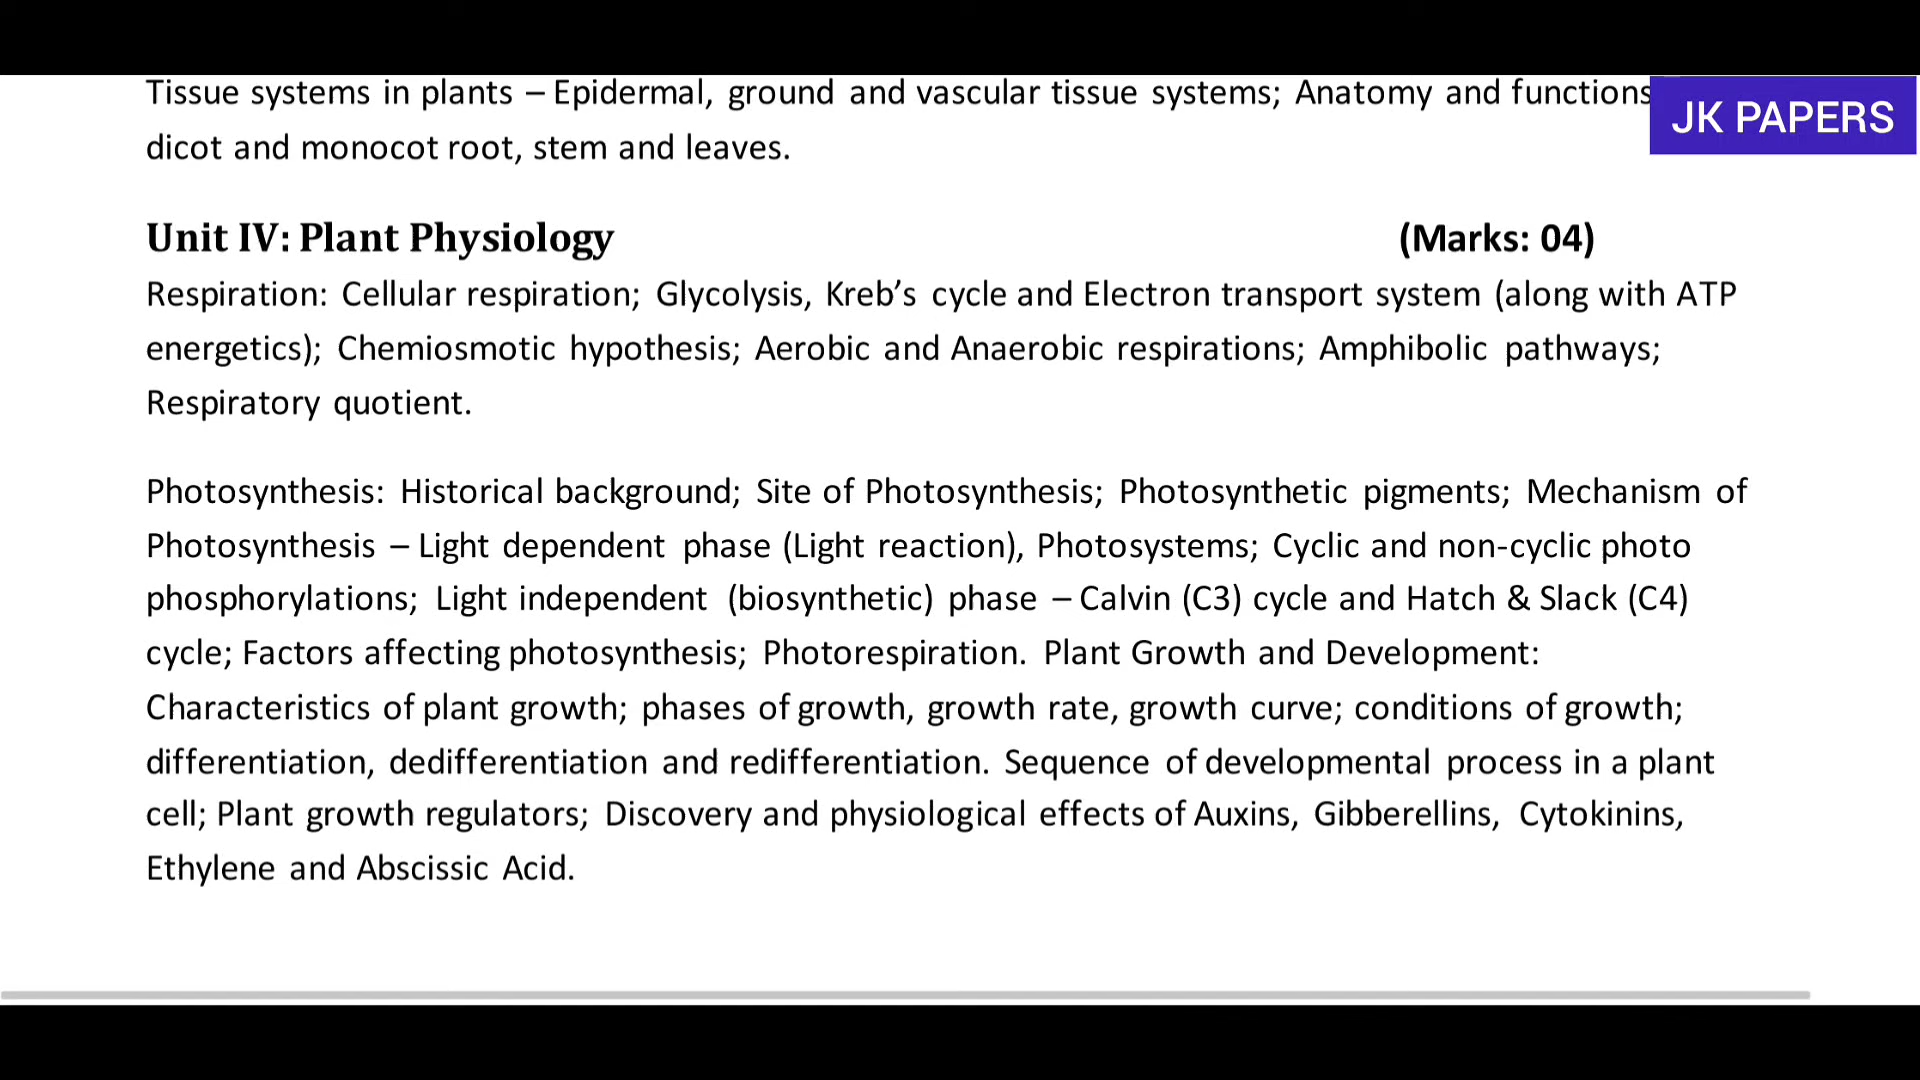 Tissue systems in plants – Epidermal, ground and vascular tissue systems; Anatomy and functions
JK PAPERS
dicot and monocot root, stem and leaves.
Unit IV: Plant Physiology (Marks: 04)
Respiration: Cellular respiration; Glycolysis, Kreb’s cycle and Electron transport system (along with ATP
energetics); Chemiosmotic hypothesis; Aerobic and Anaerobic respirations; Amphibolic pathways;
Respiratory quotient.
Photosynthesis: Historical background; Site of Photosynthesis; Photosynthetic pigments; Mechanism of
Photosynthesis – Light dependent phase (Light reaction), Photosystems; Cyclic and non-cyclic photo
phosphorylations; Light independent (biosynthetic) phase – Calvin (C3) cycle and Hatch & Slack (C4)
cycle; Factors affecting photosynthesis; Photorespiration. Plant Growth and Development:
Characteristics of plant growth; phases of growth, growth rate, growth curve; conditions of growth;
differentiation, dedifferentiation and redifferentiation. Sequence of developmental process in a plant
cell; Plant growth regulators; Discovery and physiological effects of Auxins, Gibberellins, Cytokinins,
Ethylene and Abscissic Acid.